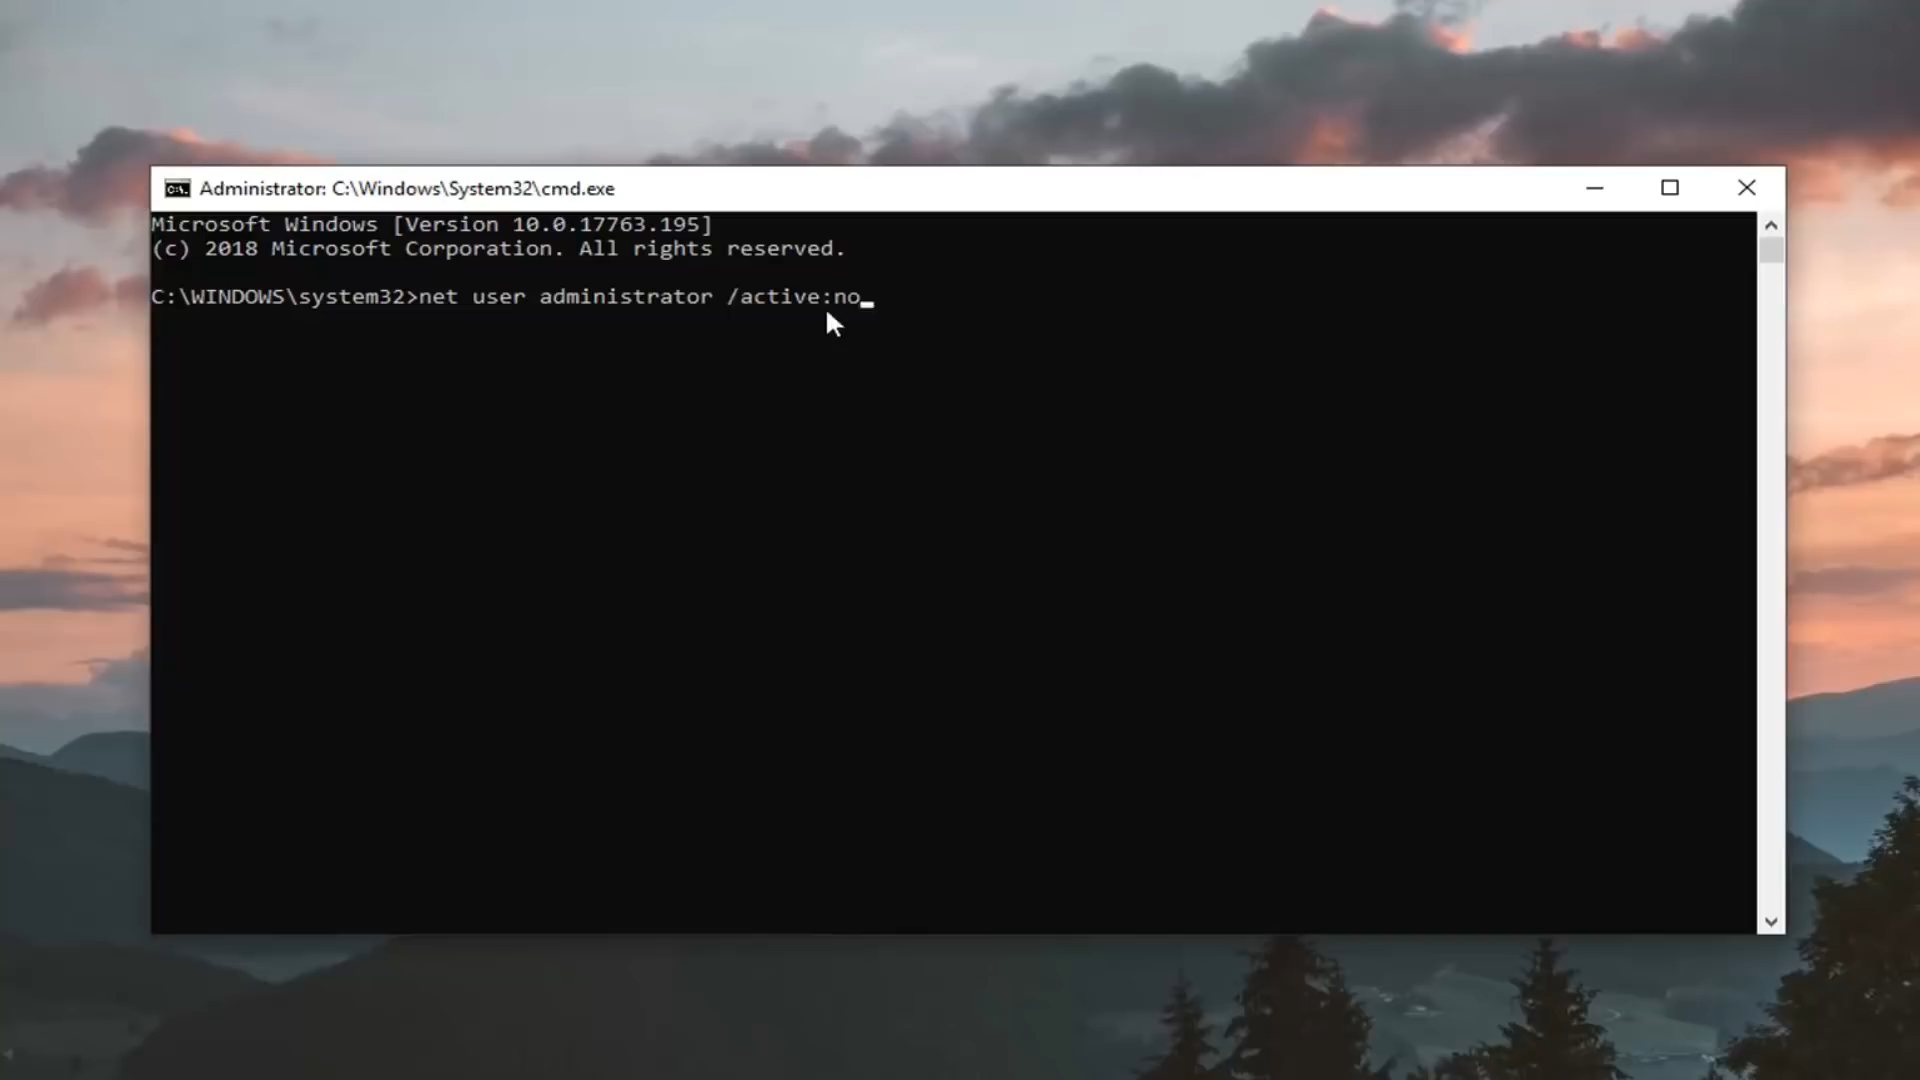 Administrator: C:\Windows\System32\cmd.exe
Microsoft Windows [Version 10.0.17763.195]
(c) 2018 Microsoft Corporation. All rights reserved.
C:\WINDOWS\system32>net user administrator /active:no